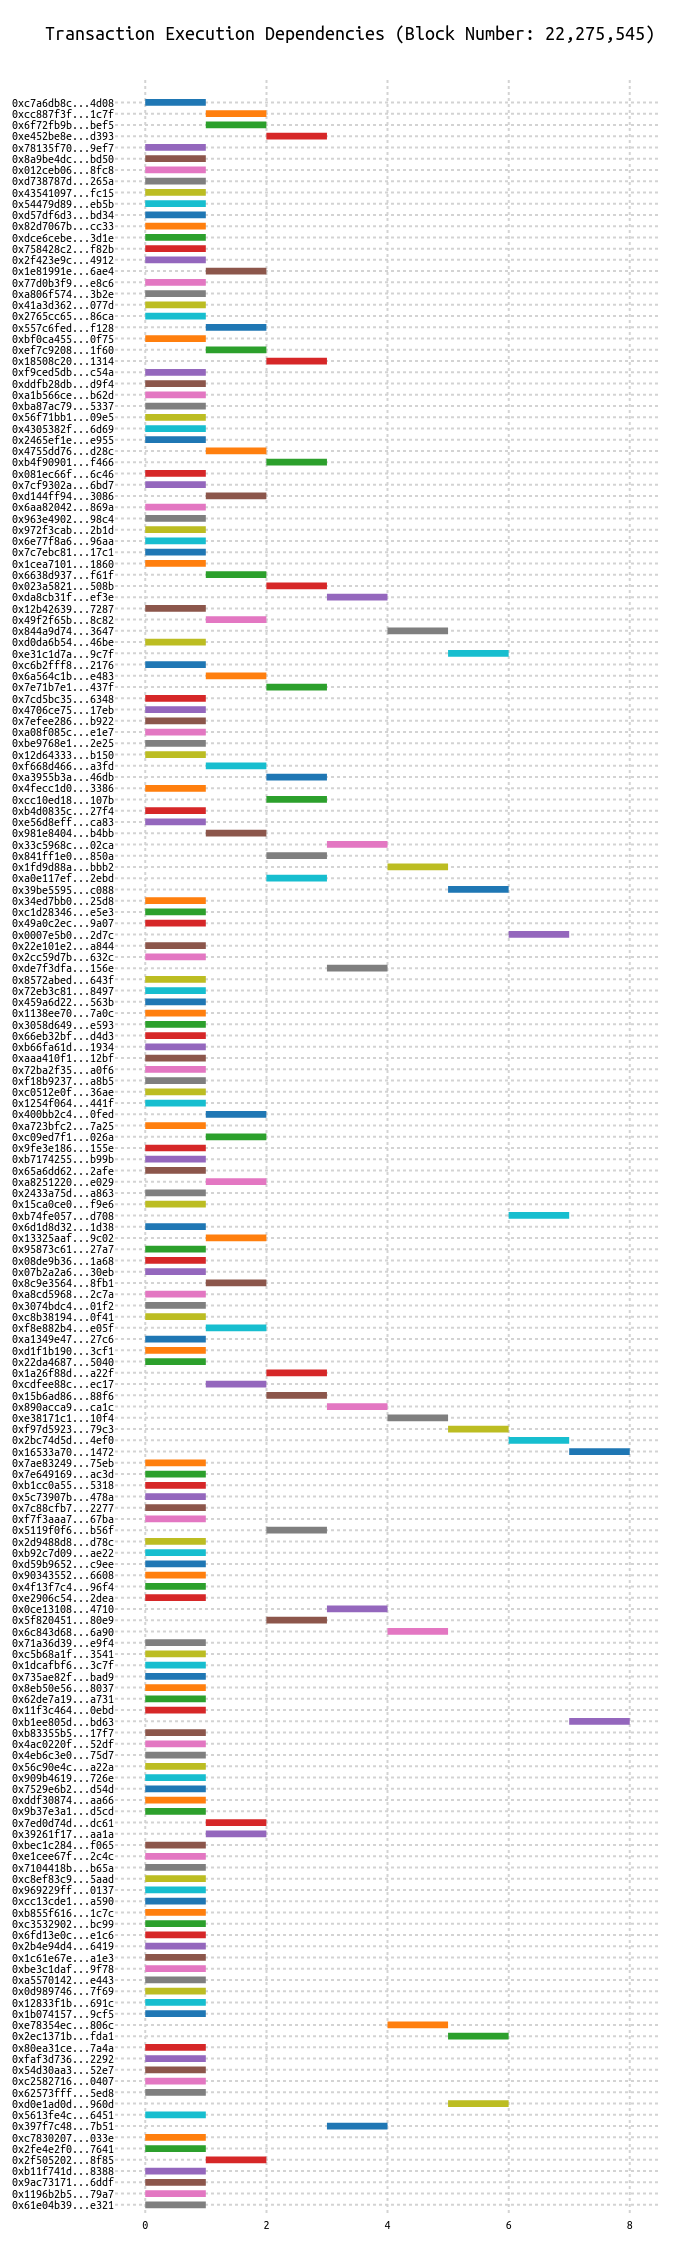 Transaction Execution Dependencies (Block Number: 22,275,545)
0xc7a6db8c...4d08
0xcc887f3f...1c7f
0x6f72fb9b...bef5
0xe452be8e...d393
0x78135f70...9ef7
0x8a9be4dc...bd50
0x012ceb06...8fc8
0xd738787d...265a
0x43541097...fc15
0x54479d89...eb5b
0xd57df6d3...bd34
0x82d7067b...cc33
0xdce6cebe...3d1e
0x758428c2...f82b
0x2f423e9c...4912
0x1e81991e...6ae4
0x77d0b3f9...e8c6
0xa806f574...3b2e
0x41a3d362...077d
0x2765cc65...86ca
0x557c6fed...f128
0xbf0ca455...0f75
0xef7c9208...1f60
0x18508c20...1314
0xf9ced5db...c54a
0xddfb28db...d9f4
0xa1b566ce...b62d
0xba87ac79...5337
0x56f71bb1...09e5
0x4305382f...6d69
0x2465ef1e...e955
0x4755dd76...d28c
0xb4f90901...f466
0x081ec66f...6c46
0x7cf9302a...6bd7
0xd144ff94...3086
0x6aa82042...869a
0x963e4902...98c4
0x972f3cab...2b1d
0x6e77f8a6...96aa
0x7c7ebc81...17c1
0x1cea7101...1860
0x6638d937...f61f
0x023a5821...508b
0xda8cb31f...ef3e
0x12b42639...7287
0x49f2f65b...8c82
0x844a9d74...3647
0xd0da6b54...46be
0xe31c1d7a...9c7f
0xc6b2fff8...2176
0x6a564c1b...e483
0x7e71b7e1...437f
0x7cd5bc35...6348
0x4706ce75...17eb
0x7efee286...b922
0xa08f085c...e1e7
0xbe9768e1...2e25
0x12d64333...b150
0xf668d466...a3fd
0xa3955b3a...46db
0x4fecc1d0...3386
0xcc10ed18...107b
0xb4d0835c...27f4
0xe56d8eff...ca83
0x981e8404...b4bb
0x33c5968c...02ca
0x841ff1e0...850a
0x1fd9d88a...bbb2
0xa0e117ef...2ebd
0x39be5595...c088
0x34ed7bb0...25d8
0xc1d28346...e5e3
0x49a0c2ec...9a07
0x0007e5b0...2d7c
0x22e101e2...a844
0x2cc59d7b...632c
0xde7f3dfa...156e
0x8572abed...643f
0x72eb3c81...8497
0x459a6d22...563b
0x1138ee70...7a0c
0x3058d649...e593
0x66eb32bf...d4d3
0xb66fa61d...1934
0xaaa410f1...12bf
0x72ba2f35...a0f6
0xf18b9237...a8b5
0xc0512e0f...36ae
0x1254f064...441f
0x400bb2c4...0fed
0xa723bfc2...7a25
0xc09ed7f1...026a
0x9fe3e186...155e
0xb7174255...b99b
0x65a6dd62...2afe
0xa8251220...e029
0x2433a75d...a863
0x15ca0ce0...f9e6
0xb74fe057...d708
0x6d1d8d32...1d38
0x13325aaf...9c02
0x95873c61...27a7
0x08de9b36...1a68
0x07b2a2a6...30eb
0x8c9e3564...8fb1
0xa8cd5968...2c7a
0x3074bdc4...01f2
0xc8b38194...0f41
0xf8e882b4...e05f
0xa1349e47...27c6
0xd1f1b190...3cf1
0x22da4687...5040
0x1a26f88d...a22f
0xcdfee88c...ec17
0x15b6ad86...88f6
0x890acca9...ca1c
0xe38171c1...10f4
0xf97d5923...79c3
0x2bc74d5d...4ef0
0x16533a70...1472
0x7ae83249...75eb
0x7e649169...ac3d
0xb1cc0a55...5318
0x5c73907b...478a
0x7c88cfb7...2277
0xf7f3aaa7...67ba
0x5119f0f6...b56f
0x2d9488d8...d78c
0xb92c7d09...ae22
0xd59b9652...c9ee
0x90343552...6608
0x4f13f7c4...96f4
0xe2906c54...2dea
0x0ce13108...4710
0x5f820451...80e9
0x6c843d68...6a90
0x71a36d39...e9f4
0xc5b68a1f...3541
0x1dcafbf6...3c7f
0x735ae82f...bad9
0x8eb50e56...8037
0x62de7a19...a731
0x11f3c464...0ebd
0xb1ee805d...bd63
0xb83355b5...17f7
0x4ac0220f...52df
0x4eb6c3e0...75d7
0x56c90e4c...a22a
0x909b4619...726e
0x7529e6b2...d54d
0xddf30874...aa66
0x9b37e3a1...d5cd
0x7ed0d74d...dc61
0x39261f17...aa1a
0xbec1c284...f065
0xe1cee67f...2c4c
0x7104418b...b65a
0xc8ef83c9...5aad
0x969229ff...0137
0xcc13cde1...a590
0xb855f616...1c7c
0xc3532902...bc99
0x6fd13e0c...e1c6
0x2b4e94d4...6419
0x1c61e67e...a1e3
0xbe3c1daf...9f78
0xa5570142...e443
0x0d989746...7f69
0x12833f1b...691c
0x1b074157...9cf5
0xe78354ec...806c
0x2ec1371b...fda1
0x80ea31ce...7a4a
0xfaf3d736...2292
0x54d30aa3...52e7
0xc2582716...0407
0x62573fff...5ed8
0xd0e1ad0d...960d
0x5613fe4c...6451
0x397f7c48...7b51
0xc7830207...033e
0x2fe4e2f0...7641
0x2f505202...8f85
0xb11f741d...8388
0x9ac73171...6ddf
0x1196b2b5...79a7
0x61e04b39...e321
0 2 4 6 8